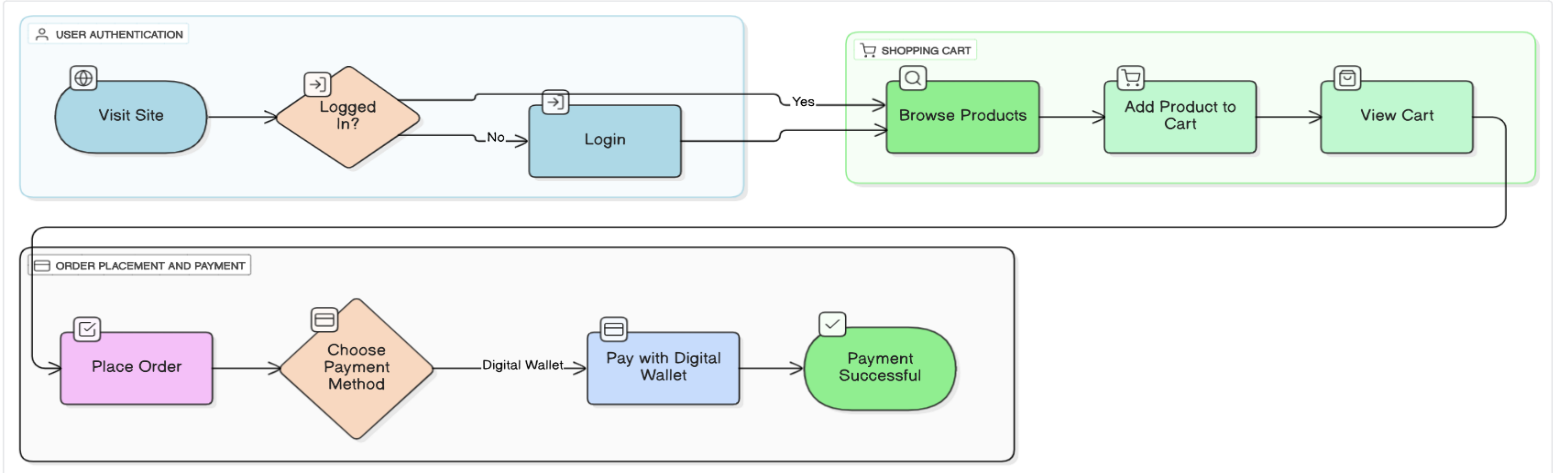 USER AUTHENTICATION
Visit Site
Logged
In?
Yes
No
Login
SHOPPING CART
Browse Products
Add Product to
Cart
View Cart
ORDER PLACEMENT AND PAYMENT
Place Order
Choose
Payment
Method
Digital Wallet
Pay with Digital
Wallet
Payment
Successful